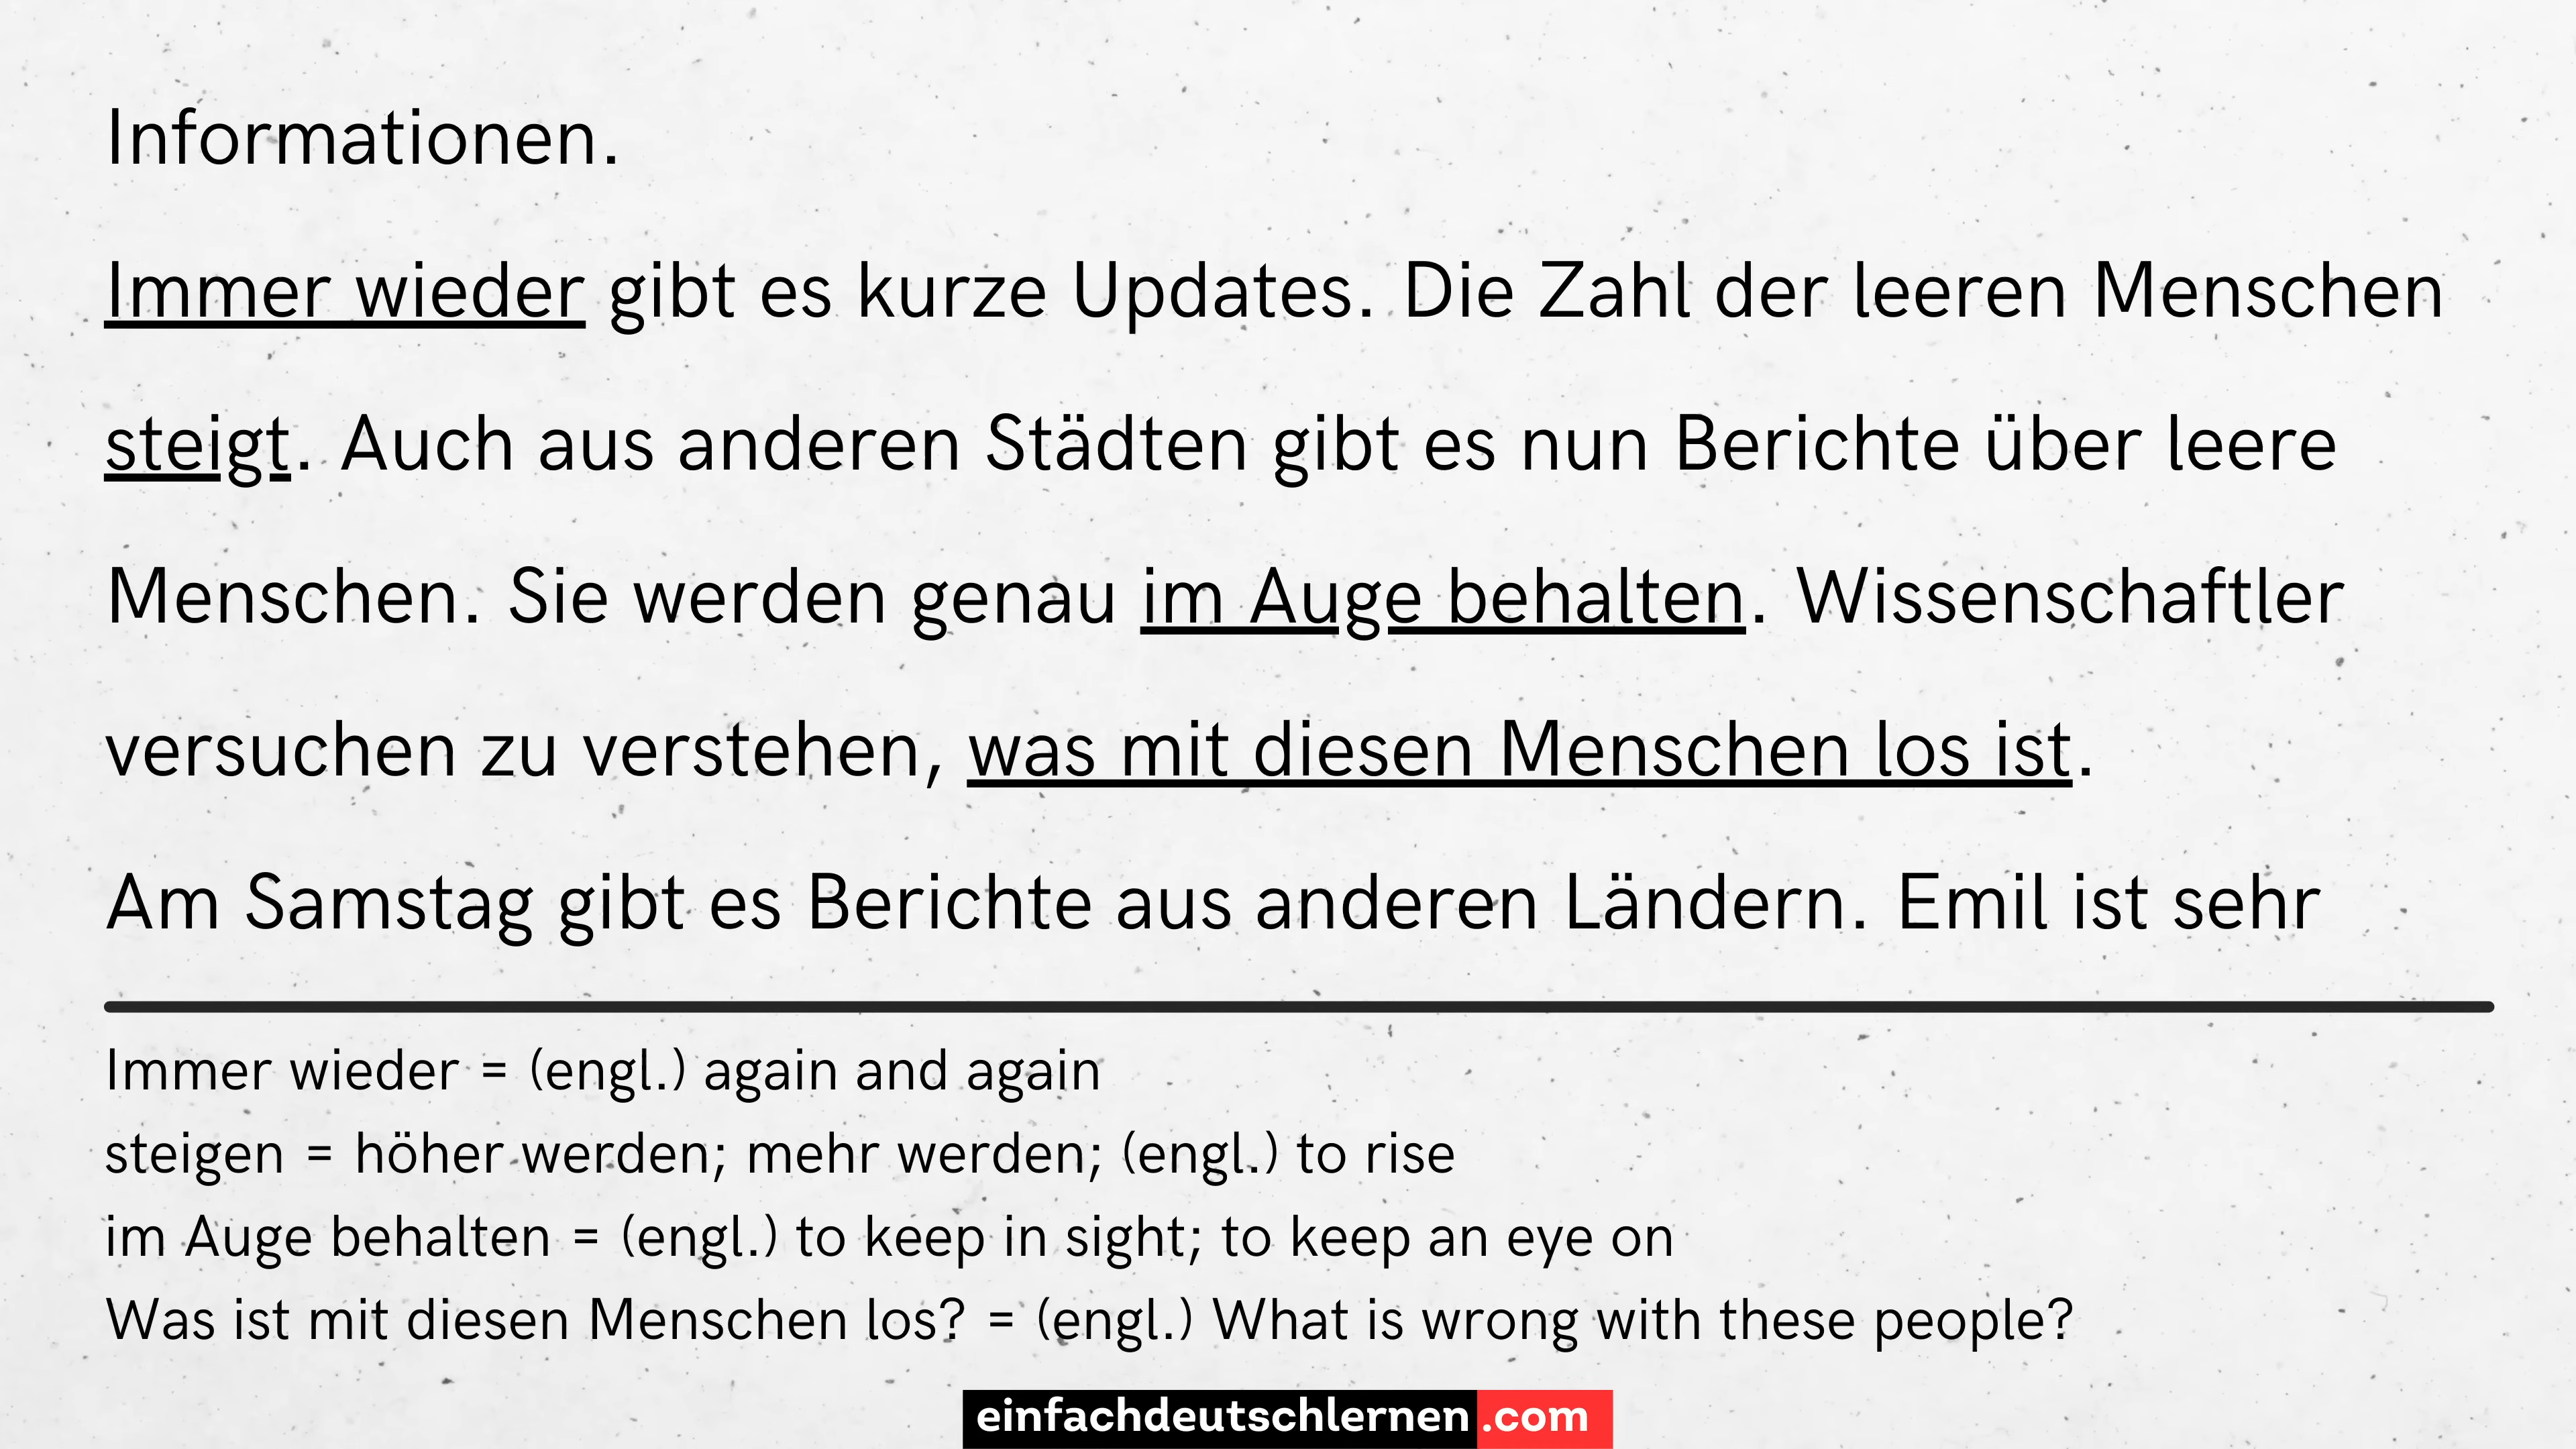 Informationen.
Immer wieder gibt es kurze Updates. Die Zahl der leeren Menschen
steigt. Auch aus anderen Städten gibt es nun Berichte über leere
Menschen. Sie werden genau im Auge behalten. Wissenschaftler
versuchen zu verstehen, was mit diesen Menschen los ist.
Am Samstag gibt es Berichte aus anderen Ländern. Emil ist sehr
Immer wieder = (engl.) again and again
steigen = höher werden; mehr werden; (engl.) to rise
im Auge behalten = (engl.) to keep in sight; to keep an eye on
Was ist mit diesen Menschen los? = (engl.) What is wrong with these people?
einfachdeutschlernen.com